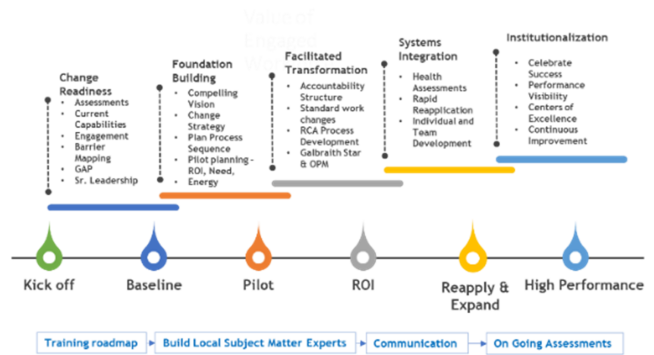 Change
Readiness
• Assessments
• Current
Capabilities
• Engagement
• Barrier
Mapping
• GAP
• Sr. Leadership
Foundation
Building
• Compelling
Vision
• Change
Strategy
• Plan Process
Sequence
• Pilot planning –
ROI, Need,
• Energy
Facilitated
Transformation
• Accountability
Structure
• Standard work
changes
• RCA Process
Development
• Galbraith Star
& OPM
Systems
Integration
• Health
Assessments
• Rapid
Reapplication
• Individual and
Team
Development
Institutionalization
• Celebrate
Success
• Performance
Visibility
• Centers of
Excellence
• Continuous
Improvement
Kick off
Baseline
Pilot
ROI
Reapply &
Expand
High Performance
Training roadmap
Build Local Subject Matter Experts
Communication
On Going Assessments